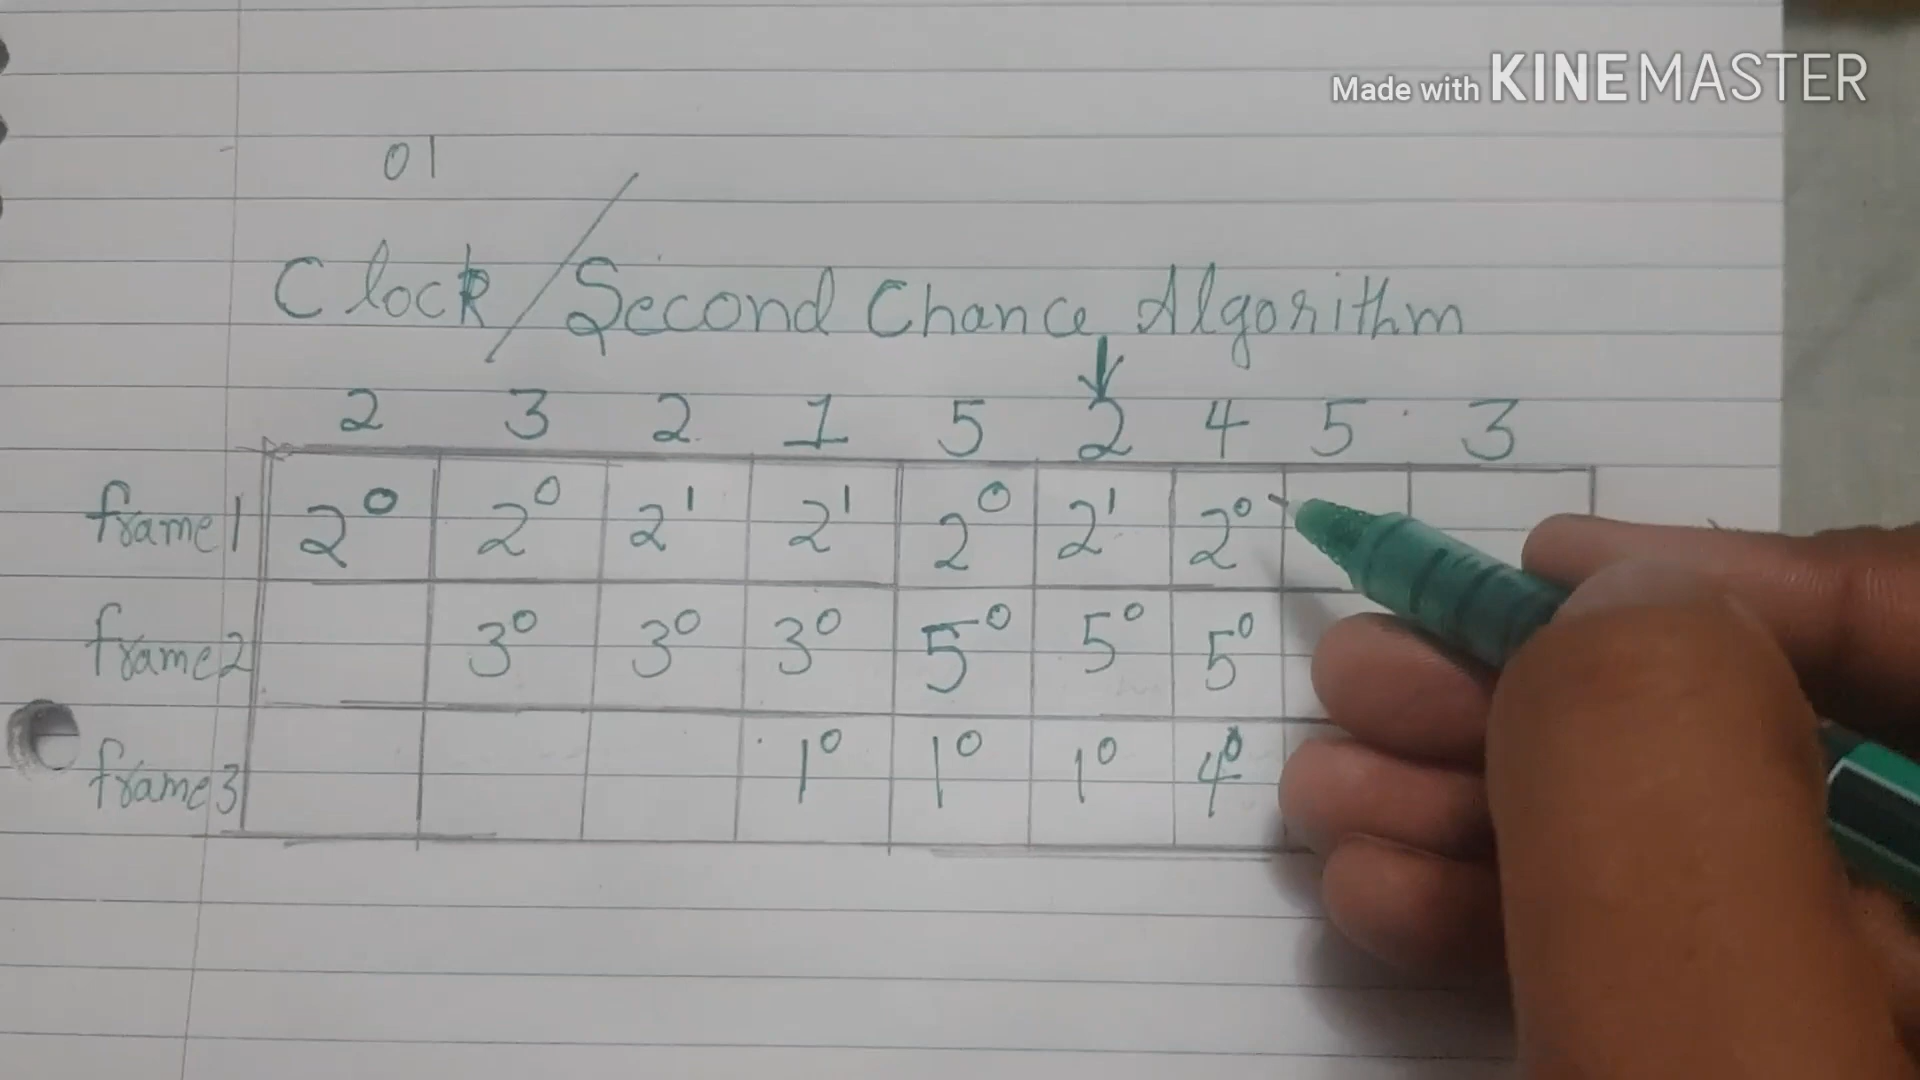 Made with KINEMASTER
01
Clock/Second Chance Algorithm
2 3 2 1 5 2 4 5 3
frame1 2⁰ 2⁰ 2¹ 2¹ 2⁰ 2¹ 2⁰
frame2 3⁰ 3⁰ 3⁰ 5⁰ 5⁰ 5⁰
frame3 1⁰ 1⁰ 1⁰ 4⁰